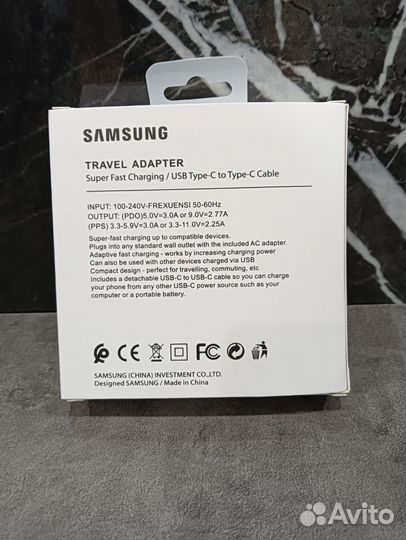 SAMSUNG
TRAVEL ADAPTER
Super Fast Charging / USB Type-C to Type-C Cable
INPUT: 100-240V-FREXUENSI 50-60Hz
OUTPUT: (PDO)5.0V=3.0A or 9.0V=2.77A
(PPS) 3.3-5.9V=3.0A or 3.3-11.0V=2.25A
Super-fast charging up to compatible devices.
Plugs into any standard wall outlet with the included AC adapter.
Adaptive fast charging - works by increasing charging power
Can also be used with other devices charged via USB
Compact design - perfect for travelling, commuting, etc
Includes a detachable USB-C to USB-C cable so you can charge
your phone from any other USB-C power source such as your
computer or a portable battery.
CE FC
SAMSUNG (CHINA) INVESTMENT CO.,LTD.
Designed SAMSUNG / Made in China
Avito